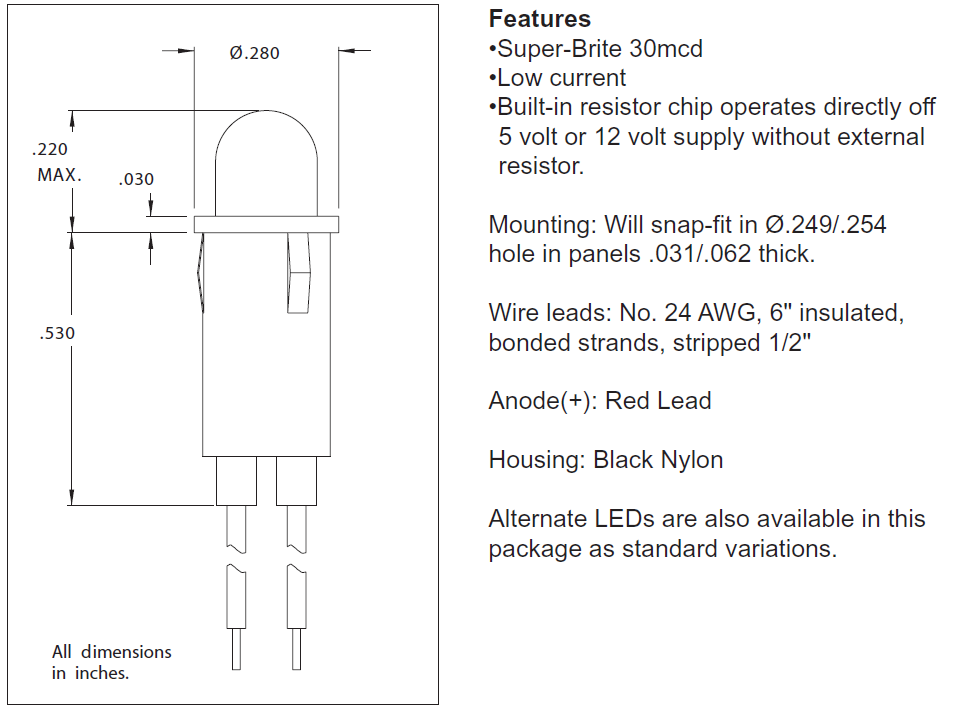 Ø.280
.220
MAX.
.030
.530
All dimensions
in inches.
Features
•Super-Brite 30mcd
•Low current
•Built-in resistor chip operates directly off
5 volt or 12 volt supply without external
resistor.
Mounting: Will snap-fit in Ø.249/.254
hole in panels .031/.062 thick.
Wire leads: No. 24 AWG, 6" insulated,
bonded strands, stripped 1/2"
Anode(+): Red Lead
Housing: Black Nylon
Alternate LEDs are also available in this
package as standard variations.